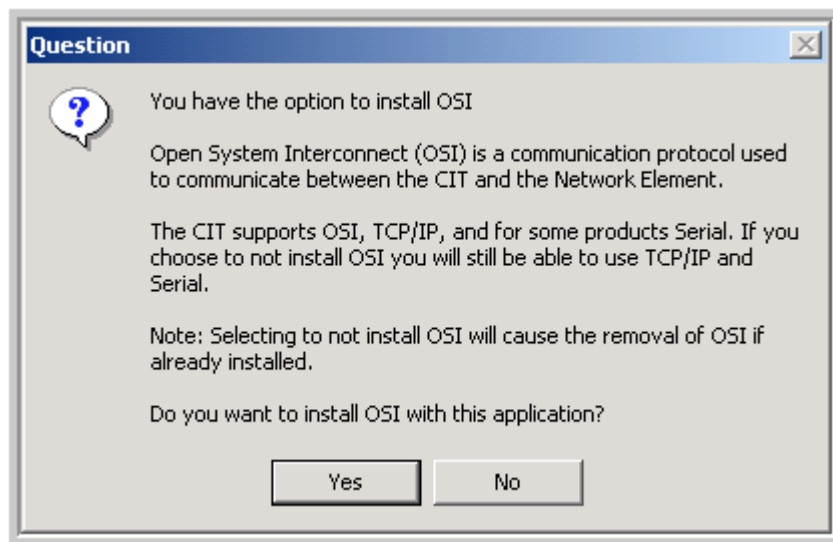 Question
?
You have the option to install OSI
Open System Interconnect (OSI) is a communication protocol used
to communicate between the CIT and the Network Element.
The CIT supports OSI, TCP/IP, and for some products Serial. If you
choose to not install OSI you will still be able to use TCP/IP and
Serial.
Note: Selecting to not install OSI will cause the removal of OSI if
already installed.
Do you want to install OSI with this application?
Yes
No